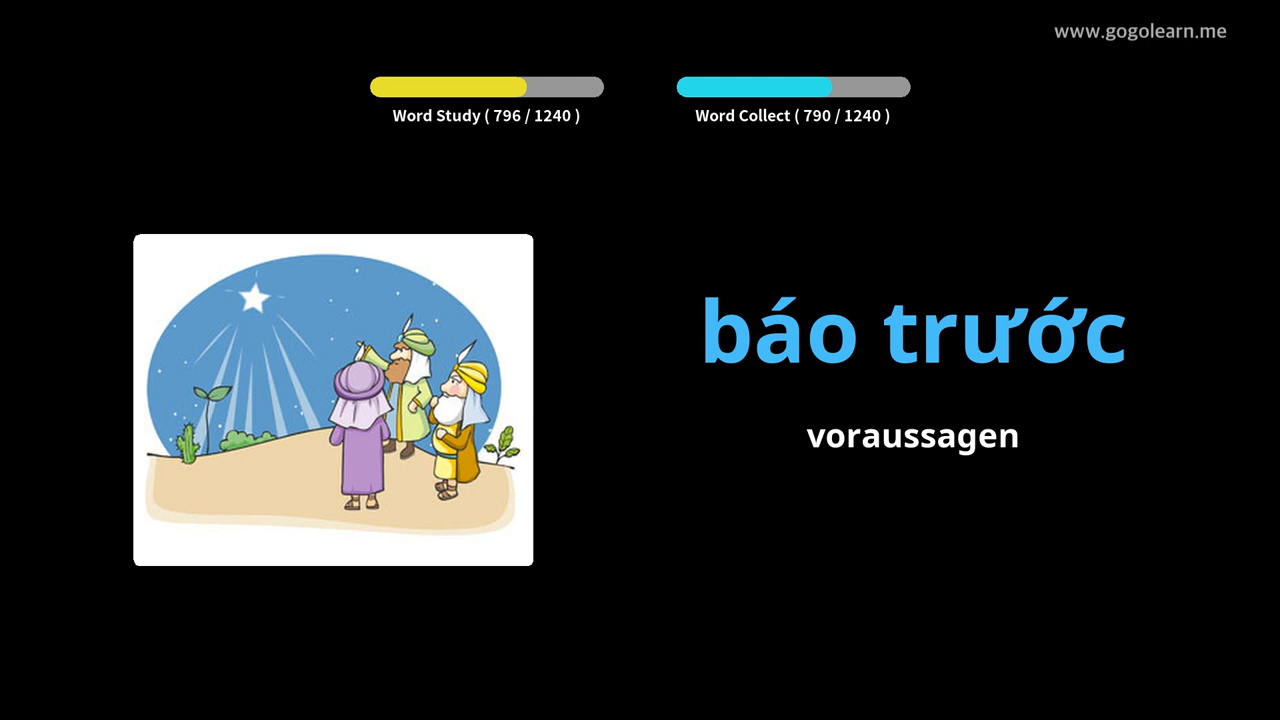 www.gogolearn.me
Word Study ( 796 / 1240 )
Word Collect ( 790 / 1240 )
báo trước
voraussagen